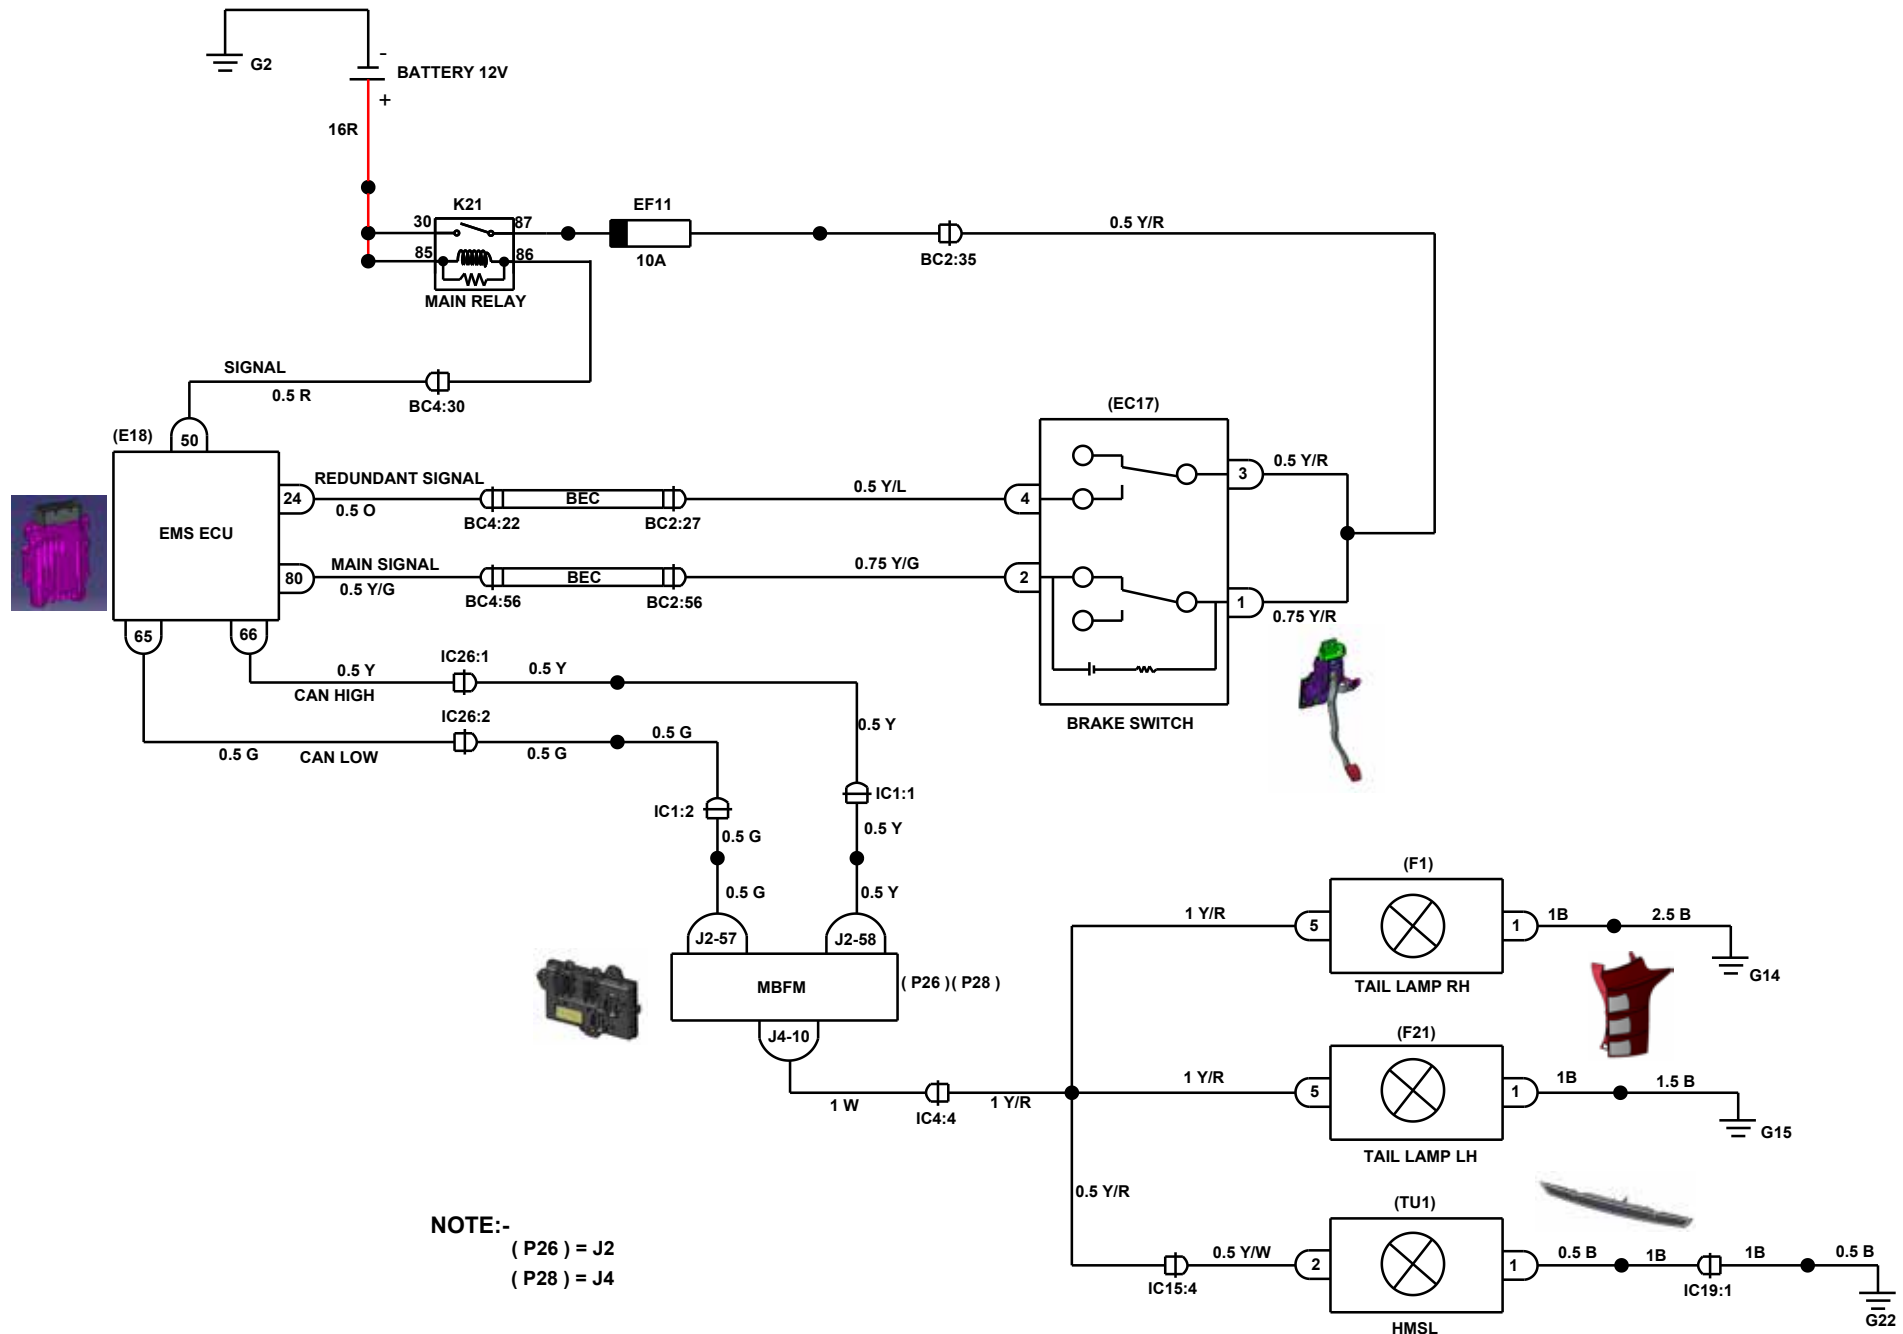 G2
-
BATTERY 12V
+
16R
K21
EF11
30
87
0.5 Y/R
85
86
10A
BC2:35
MAIN RELAY
SIGNAL
0.5 R
BC4:30
(E18)
50
(EC17)
REDUNDANT SIGNAL
24
0.5 O
BEC
0.5 Y/L
4
3
0.5 Y/R
BC4:22
BC2:27
EMS ECU
MAIN SIGNAL
80
0.5 Y/G
BEC
0.75 Y/G
2
1
BC4:56
BC2:56
0.75 Y/R
65
66
IC26:1
0.5 Y
0.5 Y
CAN HIGH
IC26:2
BRAKE SWITCH
0.5 Y
0.5 G
0.5 G
CAN LOW
0.5 G
IC1:2
IC1:1
0.5 G
0.5 Y
0.5 G
0.5 Y
J2-57
J2-58
MBFM
( P26 )( P28 )
J4-10
1 W
IC4:4
1 Y/R
(F1)
1 Y/R
5
1
1B
2.5 B
G14
TAIL LAMP RH
(F21)
1 Y/R
5
1
1B
1.5 B
G15
TAIL LAMP LH
0.5 Y/R
(TU1)
0.5 Y/W
2
1
0.5 B
1B
1B
0.5 B
IC15:4
IC19:1
G22
HMSL
NOTE:-
( P26 ) = J2
( P28 ) = J4